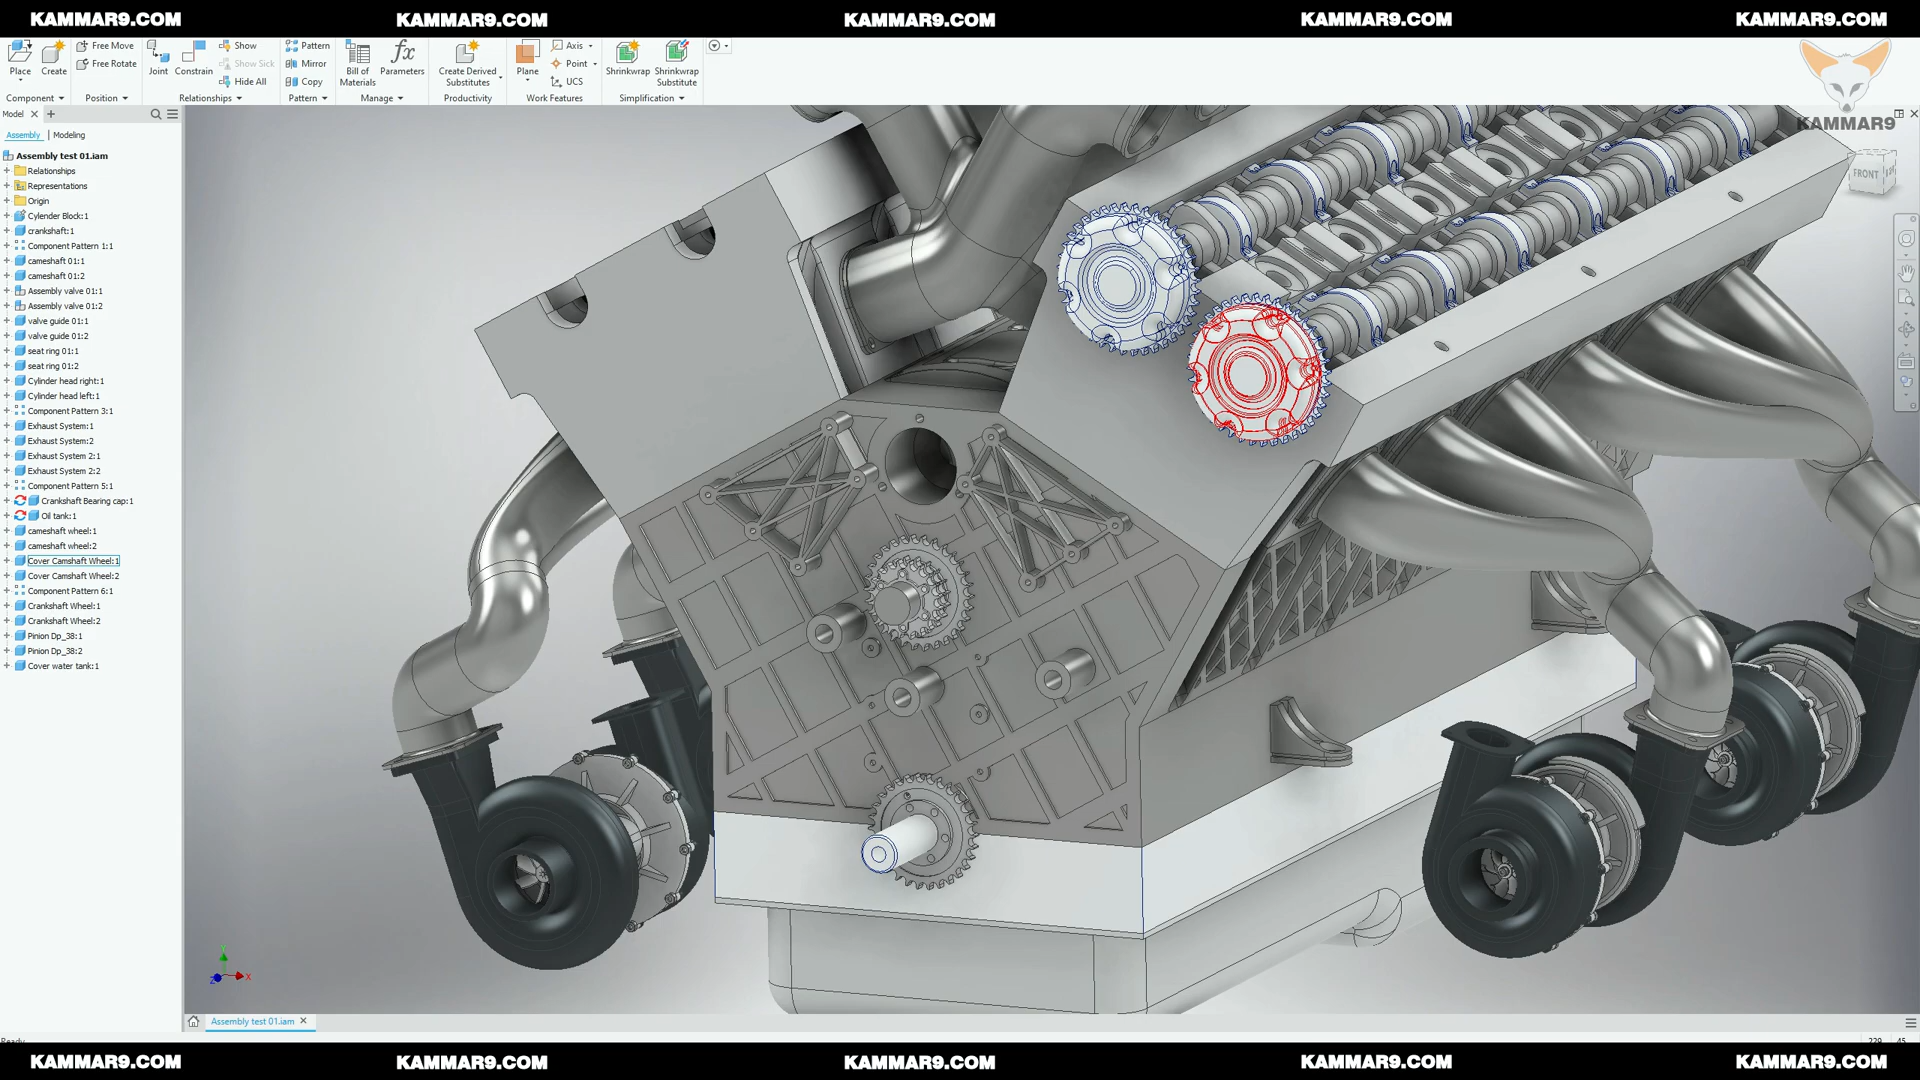 KAMMAR9.COM KAMMAR9.COM KAMMAR9.COM KAMMAR9.COM KAMMAR9.COM
Place
Create
Free Move
Free Rotate
Component
Position
Joint
Constrain
Show
Show Sick
Hide All
Relationships
Pattern
Mirror
Copy
Pattern
Bill of Materials
fx
Parameters
Manage
Create Derived Substitutes
Productivity
Plane
Axis
Point
UCS
Work Features
Shrinkwrap
Shrinkwrap Substitute
Simplification
KAMMAR9
FRONT
Model
Assembly | Modeling
Assembly test 01.iam
Relationships
Representations
Origin
Cylender Block:1
crankshaft:1
Component Pattern 1:1
cameshaft 01:1
cameshaft 01:2
Assembly valve 01:1
Assembly valve 01:2
valve guide 01:1
valve guide 01:2
seat ring 01:1
seat ring 01:2
Cylinder head right:1
Cylinder head left:1
Component Pattern 3:1
Exhaust System:1
Exhaust System:2
Exhaust System 2:1
Exhaust System 2:2
Component Pattern 5:1
Crankshaft Bearing cap:1
Oil tank:1
cameshaft wheel:1
cameshaft wheel:2
Cover Camshaft Wheel:1
Cover Camshaft Wheel:2
Component Pattern 6:1
Crankshaft Wheel:1
Crankshaft Wheel:2
Pinion Dp_38:1
Pinion Dp_38:2
Cover water tank:1
Y
X
Z
Assembly test 01.iam
Ready
229 45
KAMMAR9.COM KAMMAR9.COM KAMMAR9.COM KAMMAR9.COM KAMMAR9.COM